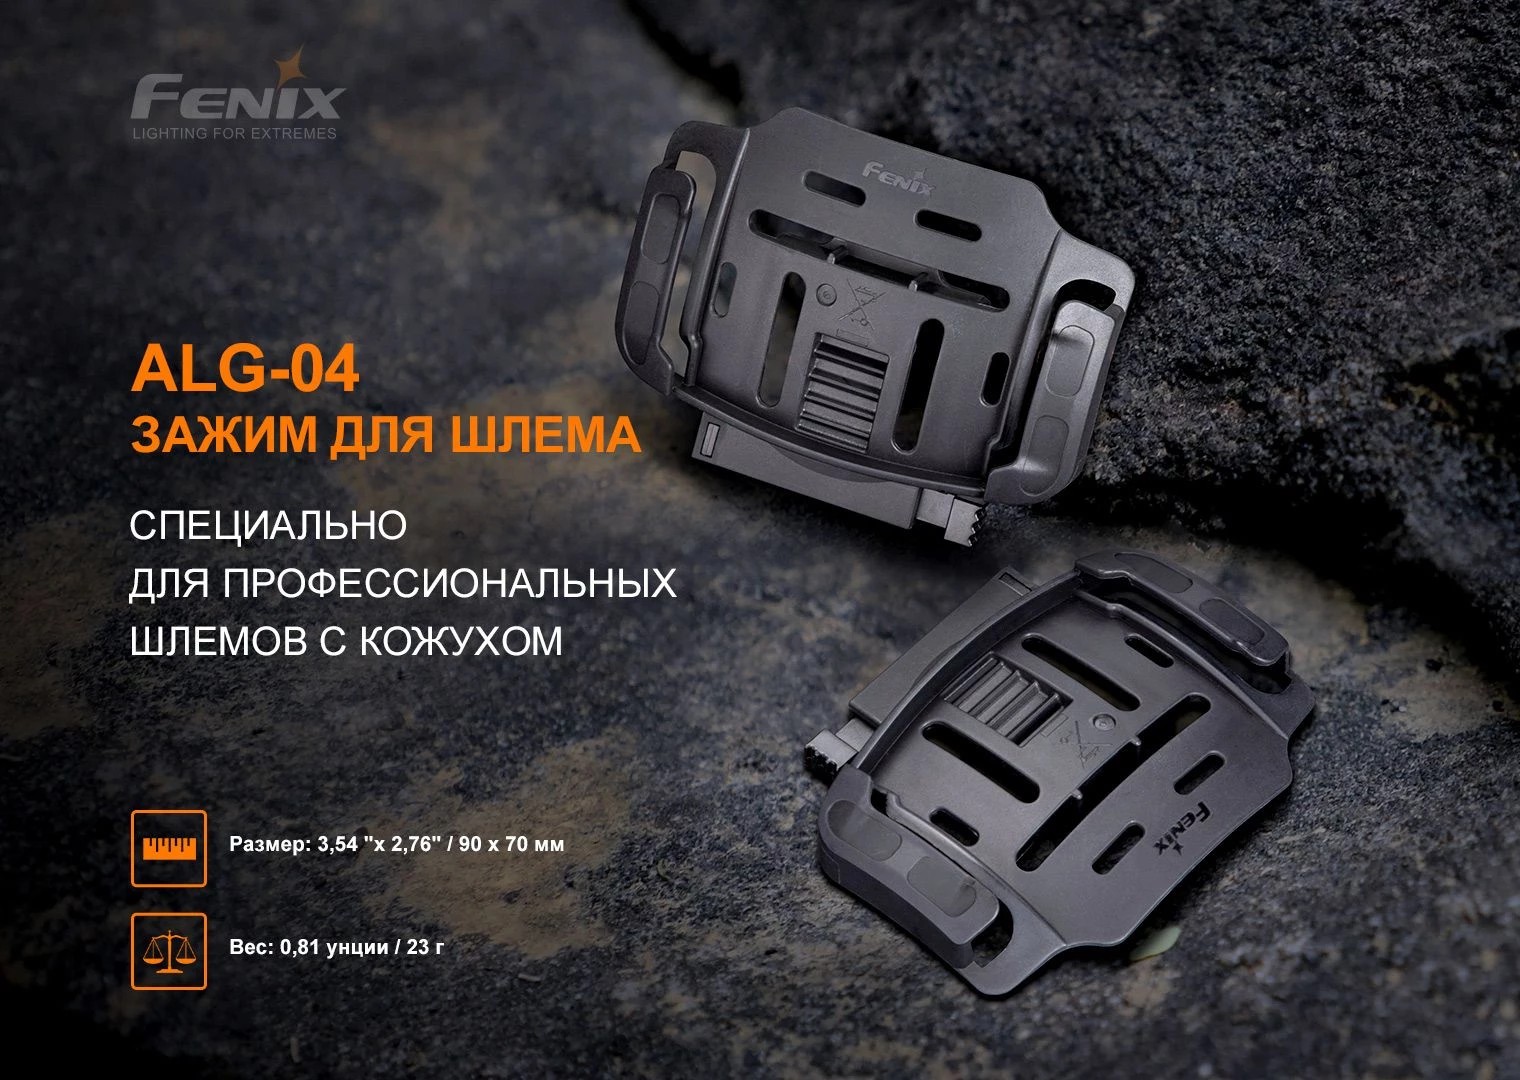 FENIX
LIGHTING FOR EXTREMES
FENIX
ALG-04
ЗАЖИМ ДЛЯ ШЛЕМА
СПЕЦИАЛЬНО
ДЛЯ ПРОФЕССИОНАЛЬНЫХ
ШЛЕМОВ С КОЖУХОМ
FENIX
Размер: 3,54 "x 2,76" / 90 x 70 мм
Вес: 0,81 унции / 23 г